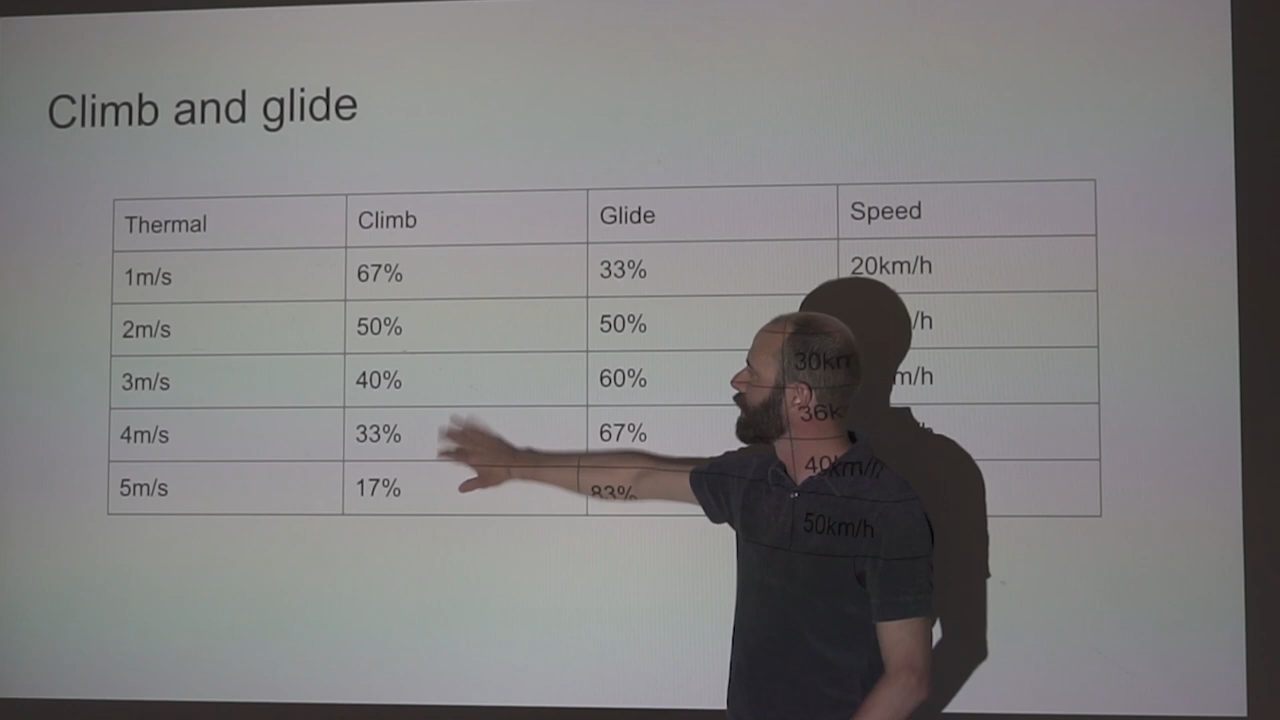 Climb and glide
Thermal Climb Glide Speed
1m/s 67% 33% 20km/h
2m/s 50% 50% 30km/h
3m/s 40% 60% 36km/h
4m/s 33% 67% 40km/h
5m/s 17% 83% 50km/h